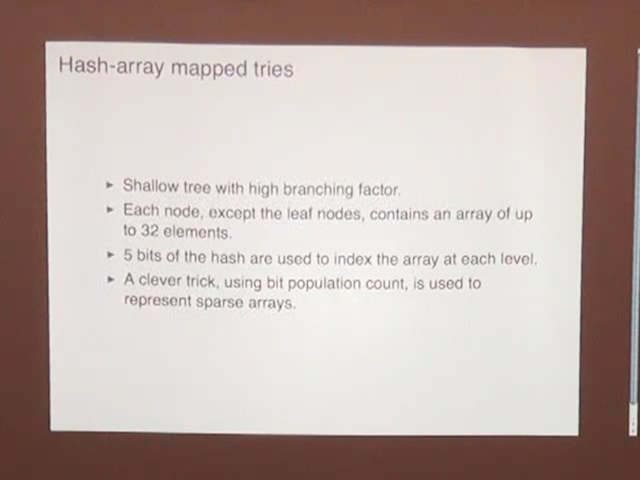 Hash-array mapped tries
► Shallow tree with high branching factor.
► Each node, except the leaf nodes, contains an array of up
to 32 elements.
► 5 bits of the hash are used to index the array at each level.
► A clever trick, using bit population count, is used to
represent sparse arrays.